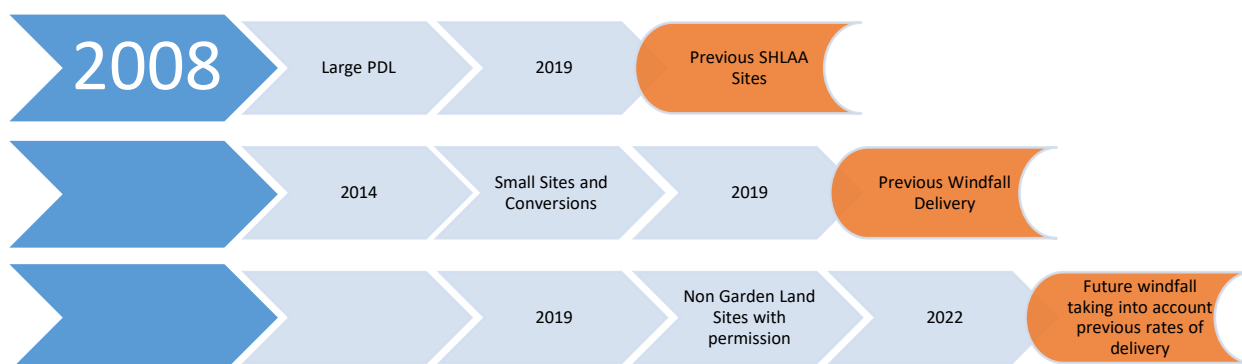 2008
Large PDL
2019
Previous SHLAA
Sites
2014
Small Sites and
Conversions
2019
Previous Windfall
Delivery
2019
Non Garden Land
Sites with
permission
2022
Future windfall
taking into account
previous rates of
delivery